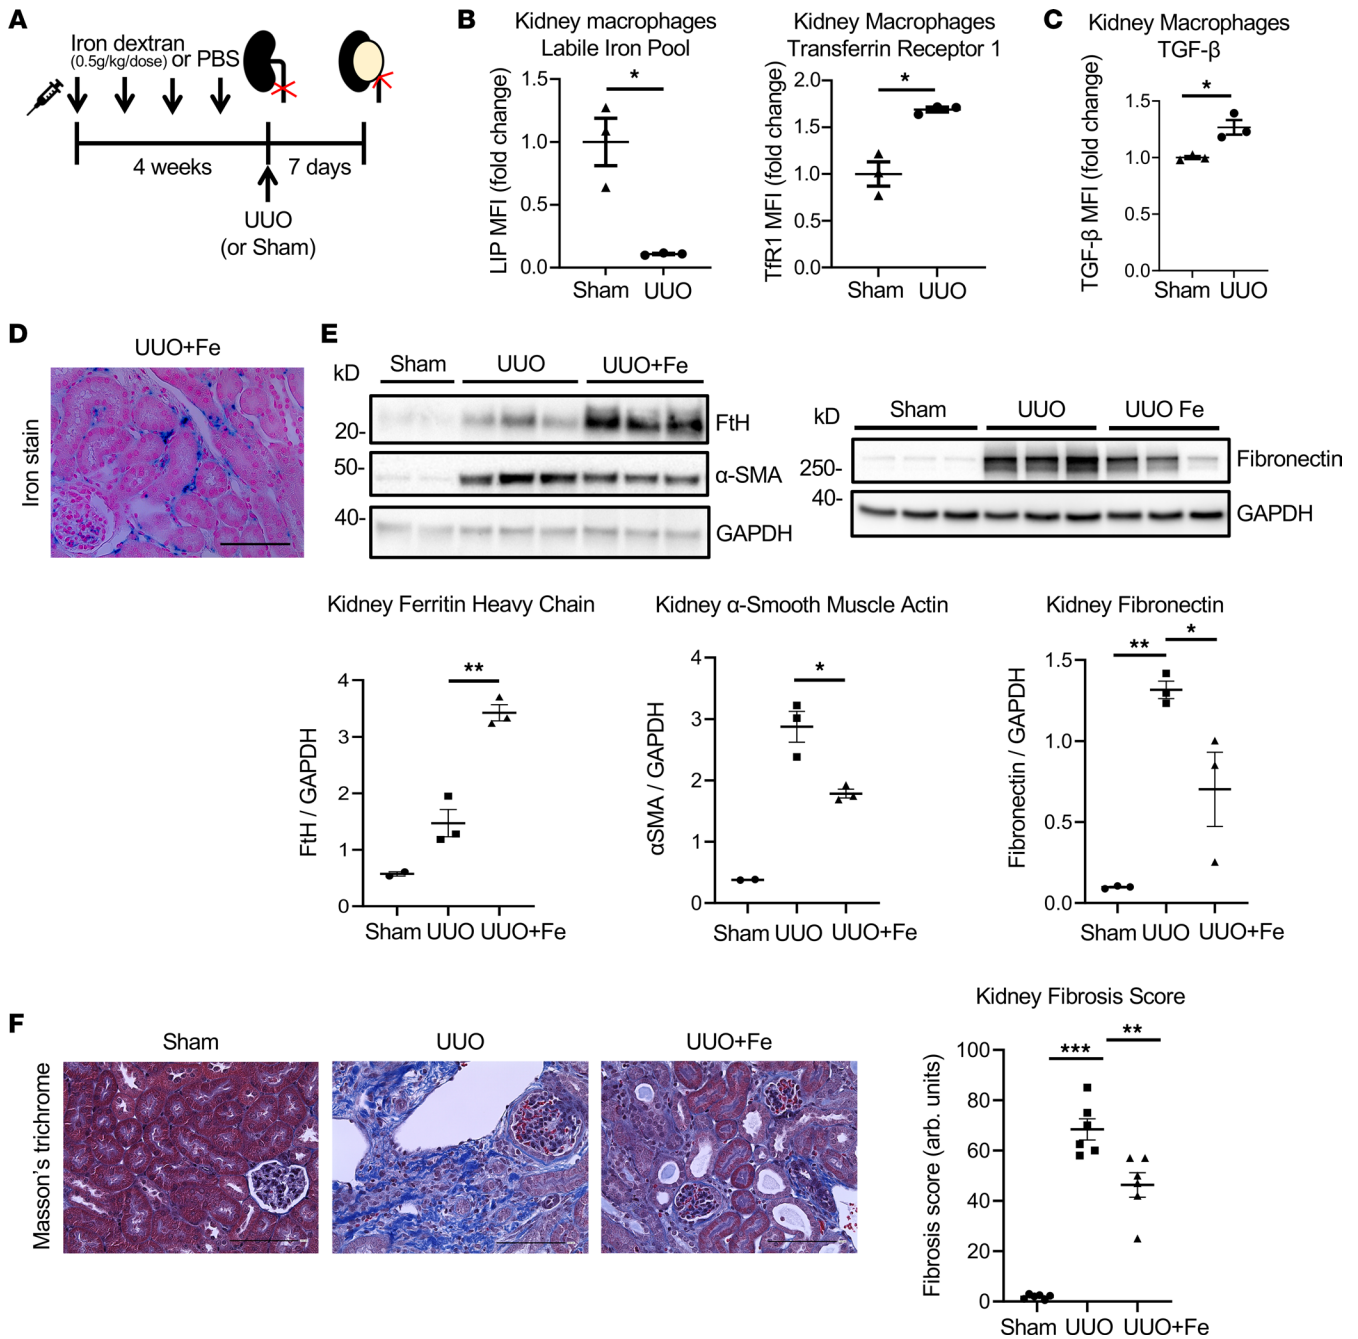 A
Iron dextran
(0.5g/kg/dose) or PBS
4 weeks
7 days
UUO
(or Sham)
B
Kidney macrophages
Labile Iron Pool
LIP MFI (fold change)
1.5
1.0
0.5
0.0
*
Sham UUO
Kidney Macrophages
Transferrin Receptor 1
TfR1 MFI (fold change)
2.0
1.5
1.0
0.5
0.0
*
Sham UUO
C
Kidney Macrophages
TGF-β
TGF-β MFI (fold change)
1.5
1.0
0.5
0.0
*
Sham UUO
D
UUO+Fe
Iron stain
E
kD
Sham UUO UUO+Fe
20-
FtH
50-
α-SMA
40-
GAPDH
kD
Sham UUO UUO Fe
250-
Fibronectin
40-
GAPDH
Kidney Ferritin Heavy Chain
FtH / GAPDH
4
3
2
1
0
**
Sham UUO UUO+Fe
Kidney α-Smooth Muscle Actin
αSMA / GAPDH
4
3
2
1
0
*
Sham UUO UUO+Fe
Kidney Fibronectin
Fibronectin / GAPDH
1.5
1.0
0.5
0.0
**
*
Sham UUO UUO+Fe
F
Masson's trichrome
Sham
UUO
UUO+Fe
Kidney Fibrosis Score
Fibrosis score (arb. units)
100
80
60
40
20
0
***
**
Sham UUO UUO+Fe